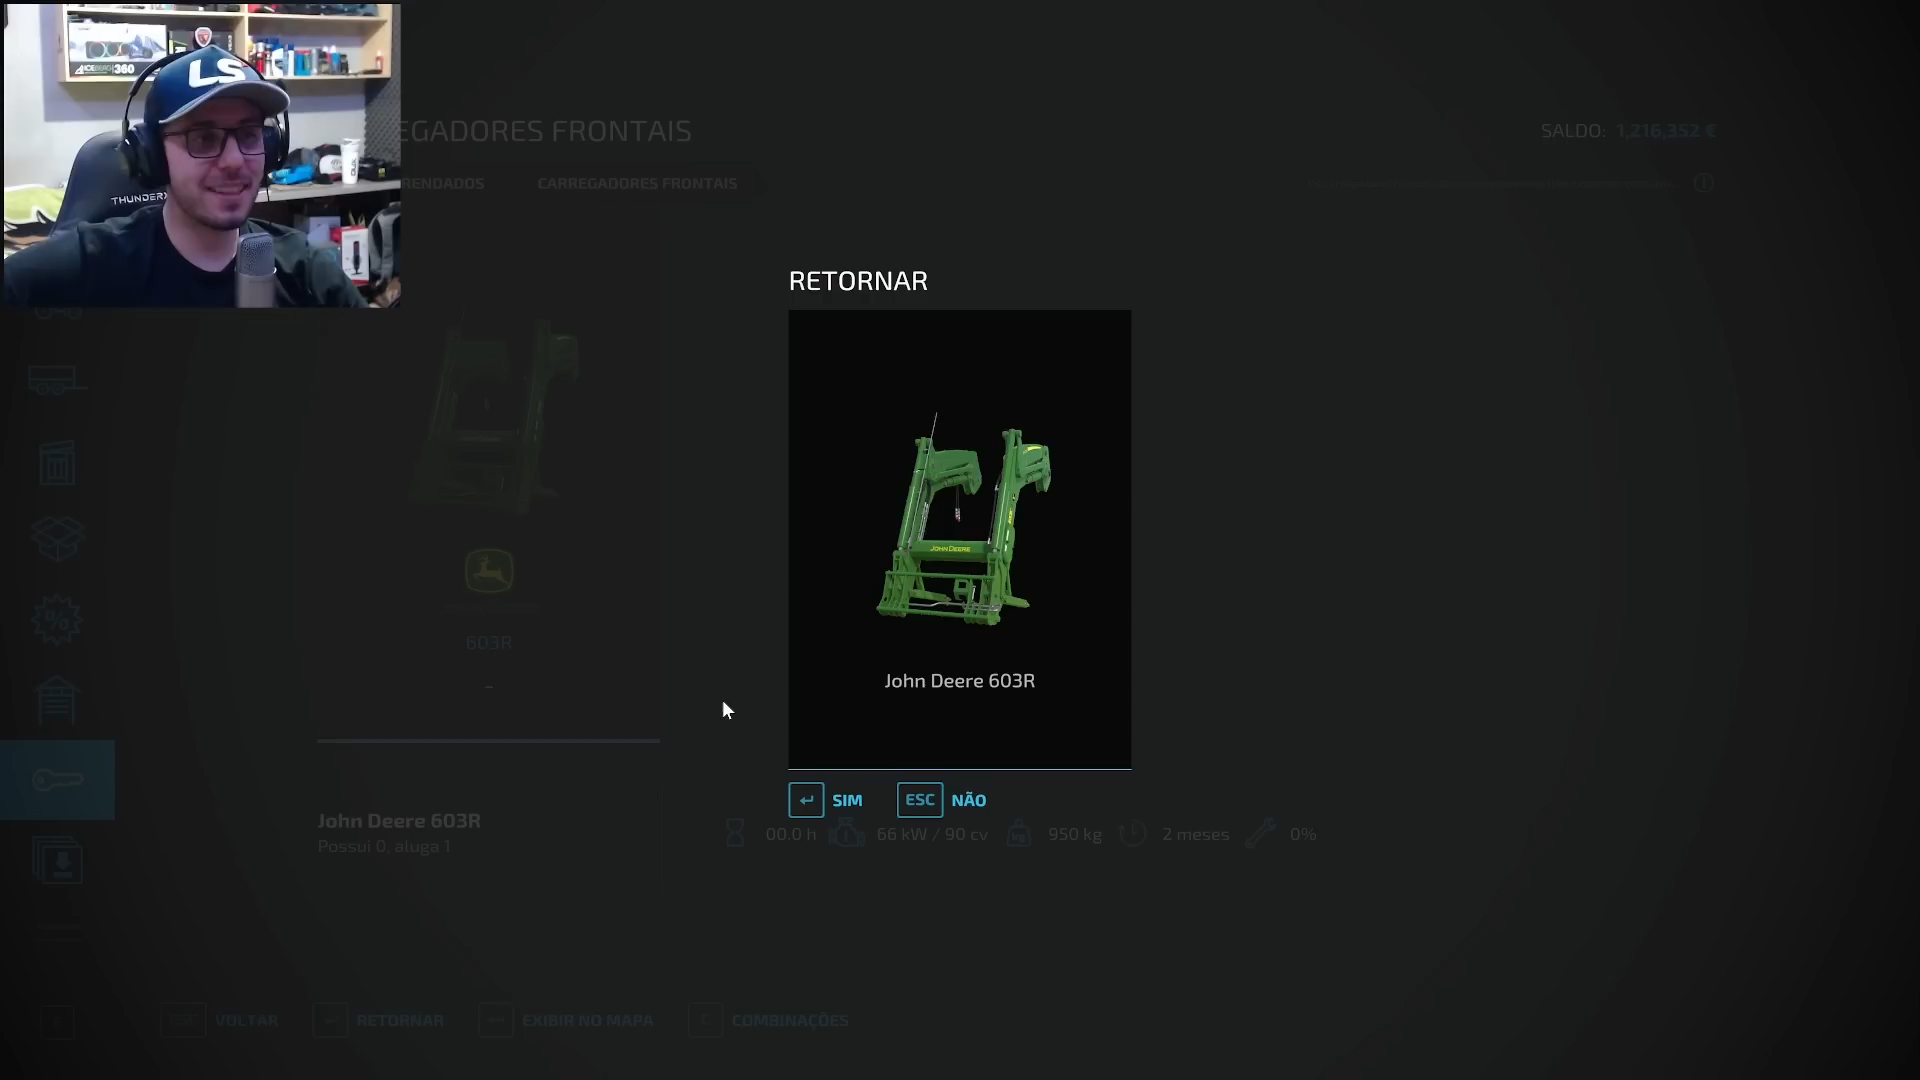 ICEBERG 360
LS
THUNDERX
EGADORES FRONTAIS
SALDO: 1,216,352 €
RENDADOS
CARREGADORES FRONTAIS
RETORNAR
JOHN DEERE
603R
–
John Deere 603R
SIM
ESC NÃO
John Deere 603R
Possui 0, aluga 1
00.0 h
66 kW / 90 cv
950 kg
2 meses
0%
VOLTAR
RETORNAR
EXIBIR NO MAPA
COMBINAÇÕES